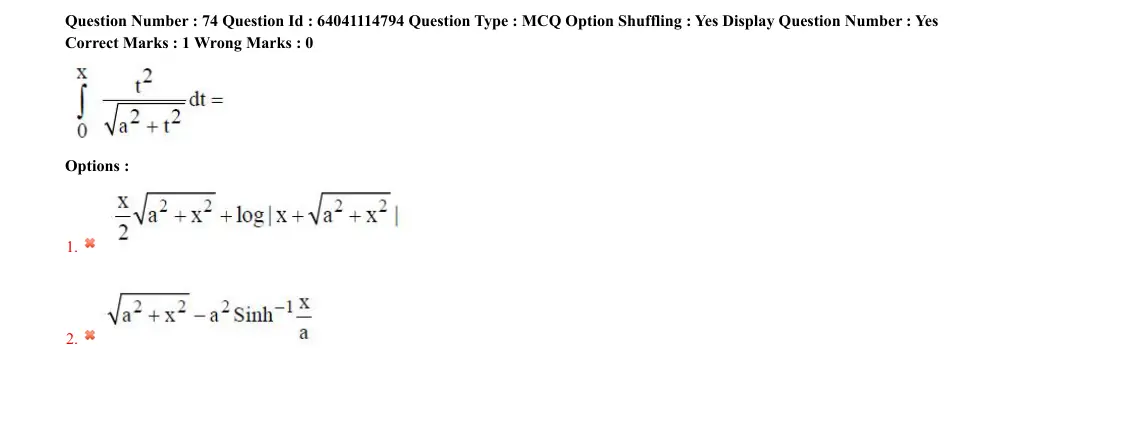 Question Number : 74 Question Id : 64041114794 Question Type : MCQ Option Shuffling : Yes Display Question Number : Yes
Correct Marks : 1 Wrong Marks : 0
∫₀ˣ t²/√(a² + t²) dt =
Options :
1. ✖ x/2 √(a² + x²) + log | x + √(a² + x²) |
2. ✖ √(a² + x²) − a² Sinh⁻¹ x/a